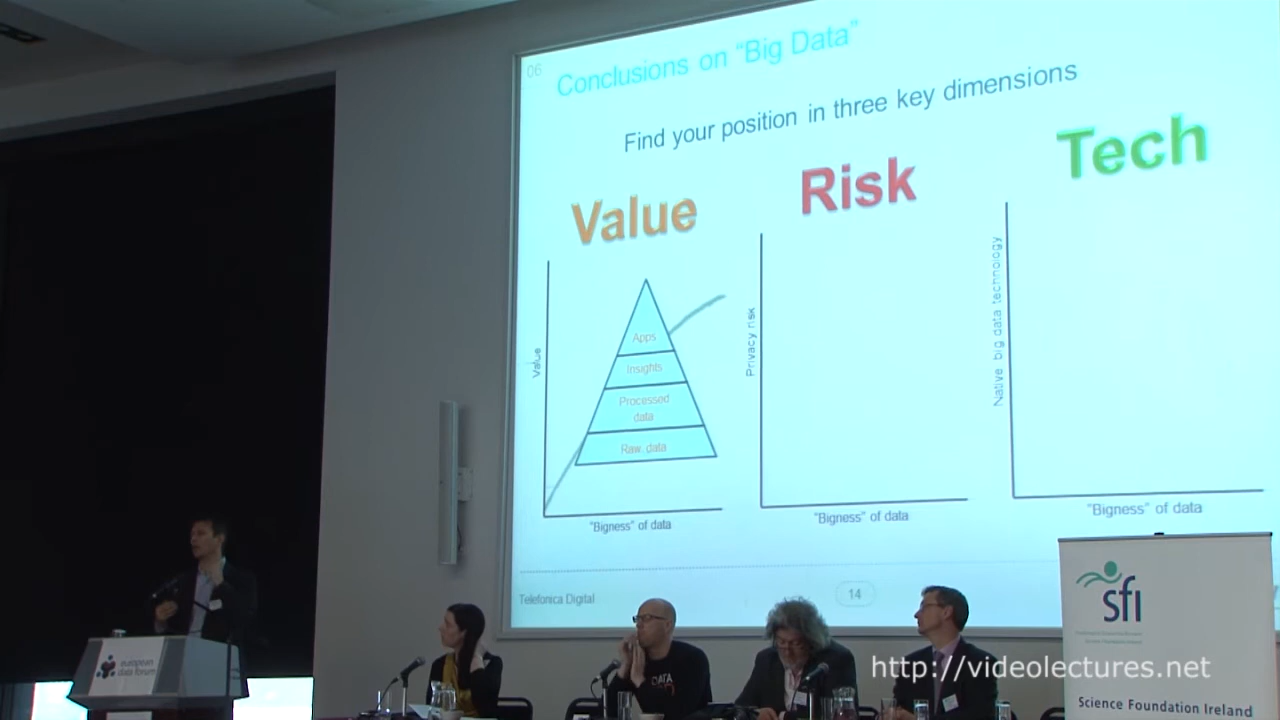 06
Conclusions on "Big Data"
Find your position in three key dimensions
Value
Risk
Tech
Value
Apps
Insights
Processed
data
Raw data
"Bigness" of data
Privacy risk
"Bigness" of data
Native big data technology
"Bigness" of data
Telefonica Digital
14
european
data forum
DATA
sfi
http://videolectures.net
Science Foundation Ireland